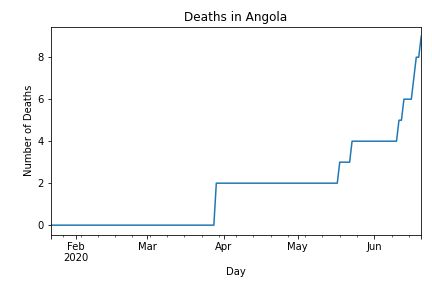 Deaths in Angola
Number of Deaths
8
6
4
2
0
Feb
2020
Mar
Apr
May
Jun
Day